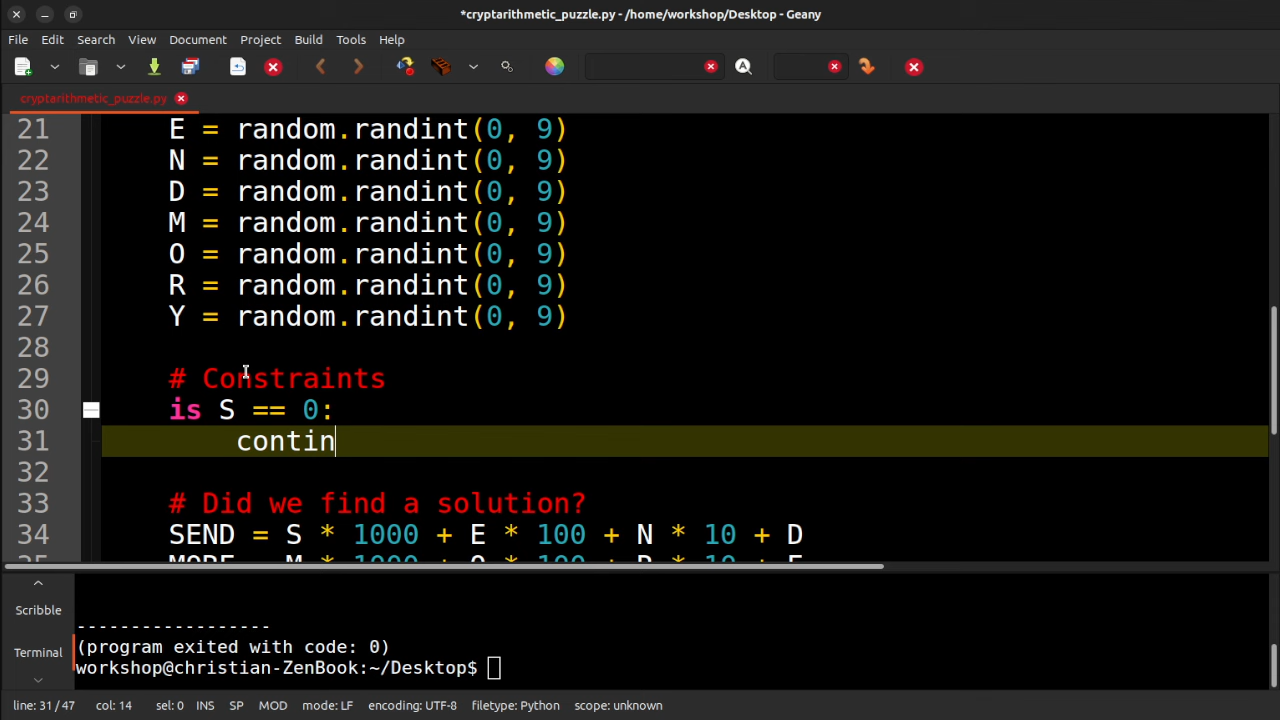 *cryptarithmetic_puzzle.py - /home/workshop/Desktop - Geany
File Edit Search View Document Project Build Tools Help
cryptarithmetic_puzzle.py
21 E = random.randint(0, 9)
22 N = random.randint(0, 9)
23 D = random.randint(0, 9)
24 M = random.randint(0, 9)
25 O = random.randint(0, 9)
26 R = random.randint(0, 9)
27 Y = random.randint(0, 9)
28
29 # Constraints
30 is S == 0:
31 contin
32
33 # Did we find a solution?
34 SEND = S * 1000 + E * 100 + N * 10 + D
35 MORE = M * 1000 + O * 100 + R * 10 + E
Scribble
------------------
(program exited with code: 0)
Terminal
workshop@christian-ZenBook:~/Desktop$
line: 31 / 47 col: 14 sel: 0 INS SP MOD mode: LF encoding: UTF-8 filetype: Python scope: unknown